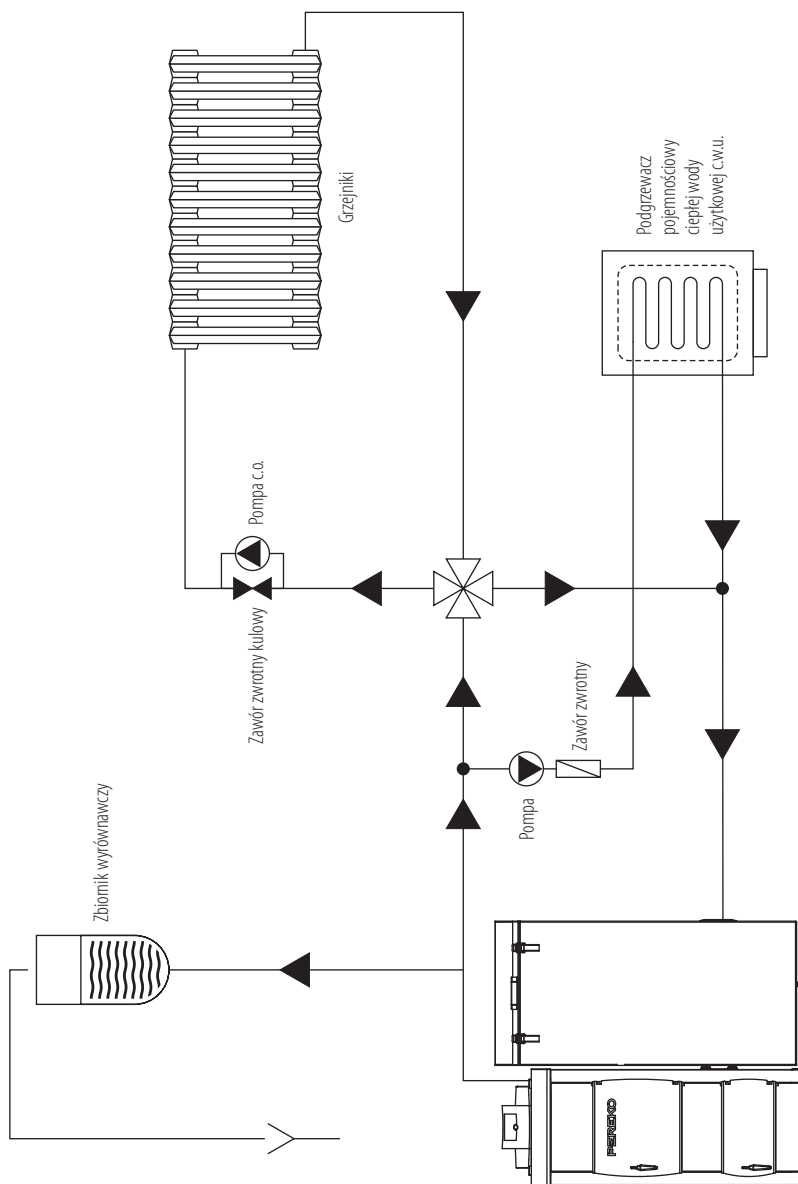 Zbiornik wyrównawczy
Zawór zwrotny kulowy
Pompa c.o.
Grzejniki
Pompa
Zawór zwrotny
Podgrzewacz
pojemnościowy
ciepłej wody
użytkowej c.w.u.
PEREKO